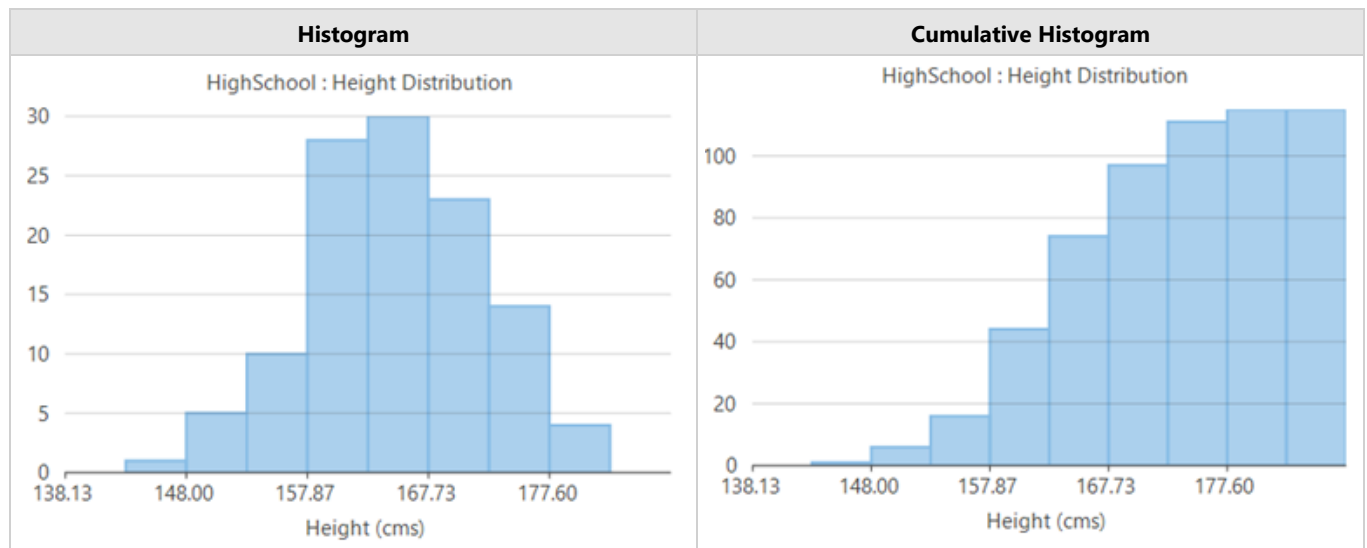 Histogram
Cumulative Histogram
HighSchool : Height Distribution
30
25
20
15
10
5
0
138.13 148.00 157.87 167.73 177.60
Height (cms)
HighSchool : Height Distribution
100
80
60
40
20
0
138.13 148.00 157.87 167.73 177.60
Height (cms)